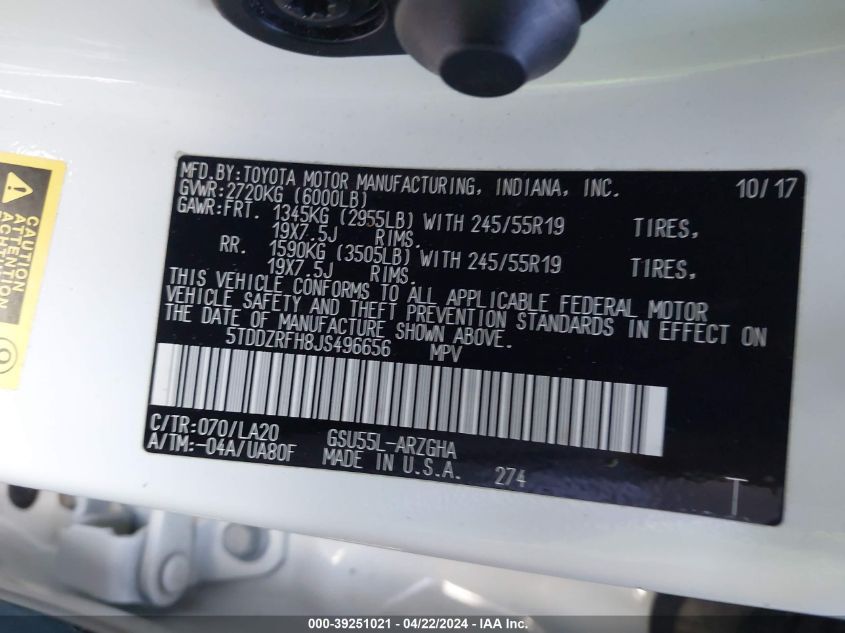 MFD.BY:TOYOTA MOTOR MANUFACTURING, INDIANA, INC. 10/17
GVWR:2720KG (6000LB)
GAWR:FRT. 1345KG (2955LB) WITH 245/55R19 TIRES,
19X7.5J RIMS.
RR. 1590KG (3505LB) WITH 245/55R19 TIRES,
19X7.5J RIMS.
THIS VEHICLE CONFORMS TO ALL APPLICABLE FEDERAL MOTOR
VEHICLE SAFETY AND THEFT PREVENTION STANDARDS IN EFFECT ON
THE DATE OF MANUFACTURE SHOWN ABOVE.
5TDDZRFH8JS496656 MPV
C/TR:070/LA20 GSU55L-ARZGHA
A/TM:-04A/UA80F MADE IN U.S.A. 274 T
CAUTION
ATTENTION
ACHTUNG
000-39251021 - 04/22/2024 - IAA Inc.